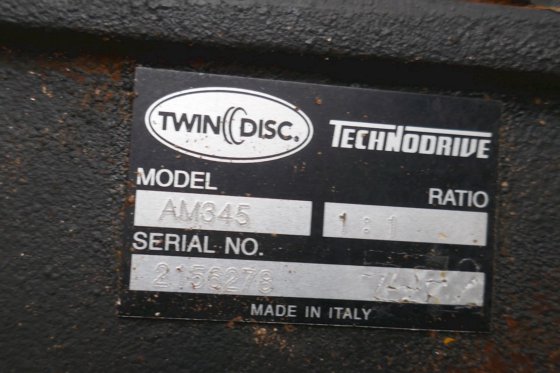 TWIN DISC. TECHNODRIVE
MODEL RATIO
AM345 1:1
SERIAL NO.
2156278
MADE IN ITALY